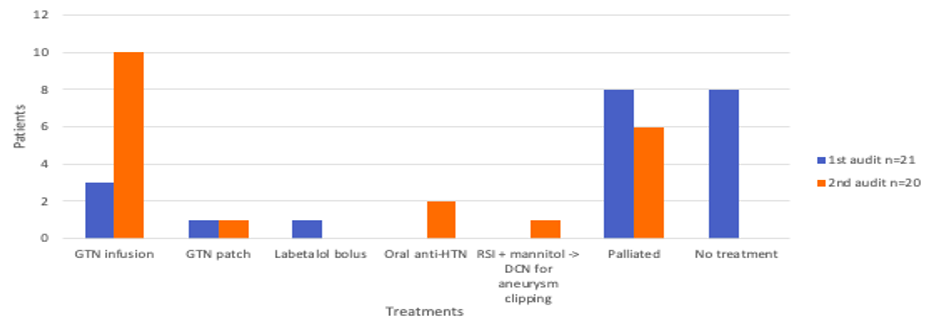 12
10
8
6
4
2
0
Patients
GTN infusion
GTN patch
Labetalol bolus
Oral anti-HTN
RSI + mannitol ->
DCN for
aneurysm
clipping
Palliated
No treatment
Treatments
1st audit n=21
2nd audit n=20